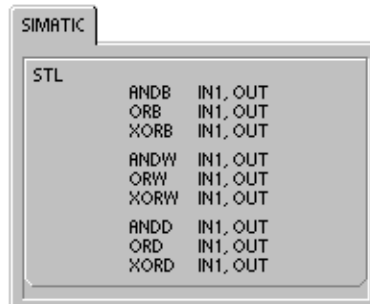 SIMATIC
STL
ANDB IN1, OUT
ORB IN1, OUT
XORB IN1, OUT
ANDW IN1, OUT
ORW IN1, OUT
XORW IN1, OUT
ANDD IN1, OUT
ORD IN1, OUT
XORD IN1, OUT